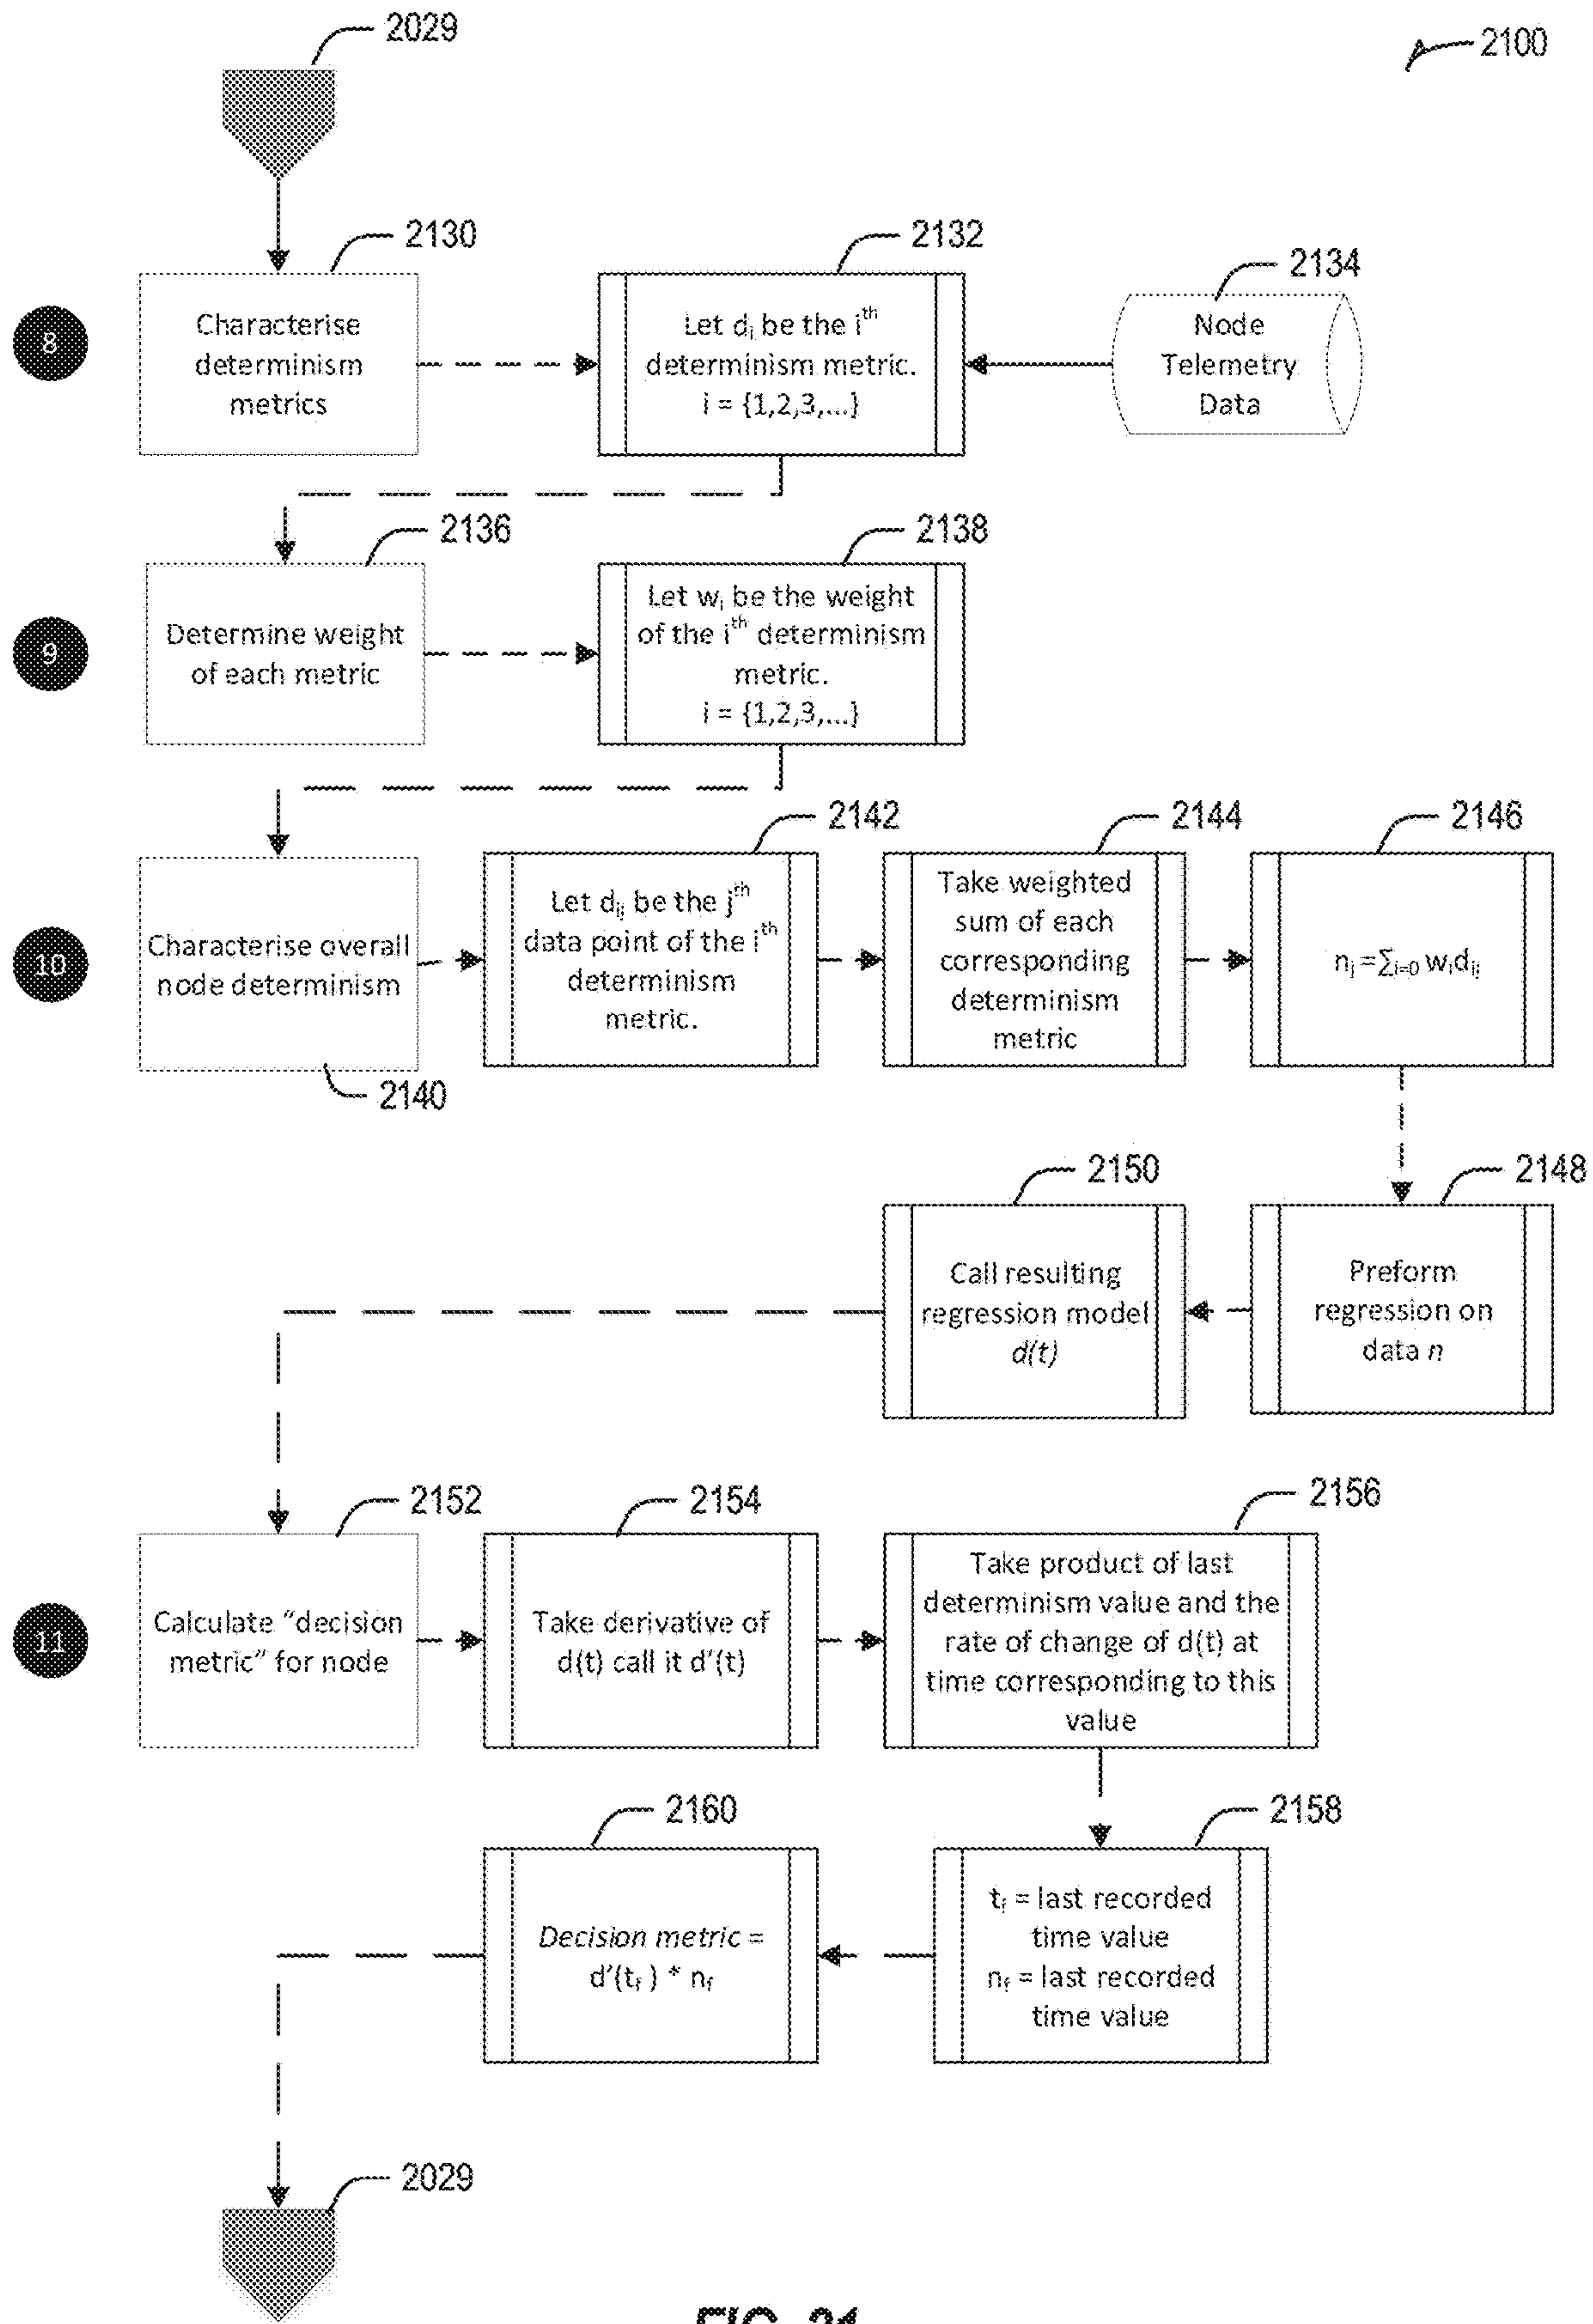 2029
2100
2130
2132
2134
8
Characterise
determinism
metrics
Let dᵢ be the iᵗʰ
determinism metric.
i = {1,2,3,...}
Node
Telemetry
Data
2136
2138
9
Determine weight
of each metric
Let wᵢ be the weight
of the iᵗʰ determinism
metric.
i = {1,2,3,...}
2142
2144
2146
10
Characterise overall
node determinism
2140
Let dᵢⱼ be the jᵗʰ
data point of the iᵗʰ
determinism
metric.
Take weighted
sum of each
corresponding
determinism
metric
nⱼ =∑ᵢ₌₀ wᵢdᵢⱼ
2150
2148
Call resulting
regression model
d(t)
Preform
regression on
data n
2152
2154
2156
11
Calculate “decision
metric” for node
Take derivative of
d(t) call it d’(t)
Take product of last
determinism value and the
rate of change of d(t) at
time corresponding to this
value
2160
2158
Decision metric =
d’(t_f ) * n_f
t_f = last recorded
time value
n_f = last recorded
time value
2029
FIG. 21